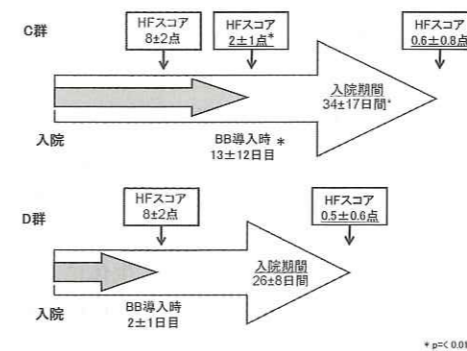 C群
HFスコア
8±2点
HFスコア
2±1点*
HFスコア
0.6±0.8点
入院期間
34±17日間*
入院
BB導入時 *
13±12日目
D群
HFスコア
8±2点
HFスコア
0.5±0.6点
入院期間
26±8日間
入院
BB導入時
2±1日目
* p=< 0.01